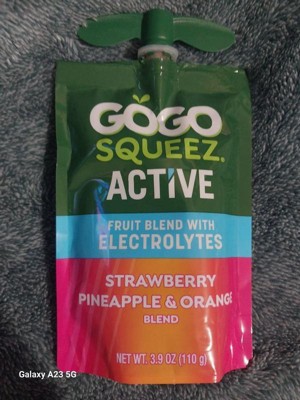 GOGO
SQUEEZ.
ACTIVE
FRUIT BLEND WITH
ELECTROLYTES
STRAWBERRY
PINEAPPLE & ORANGE
BLEND
NET WT. 3.9 OZ (110 g)
Galaxy A23 5G